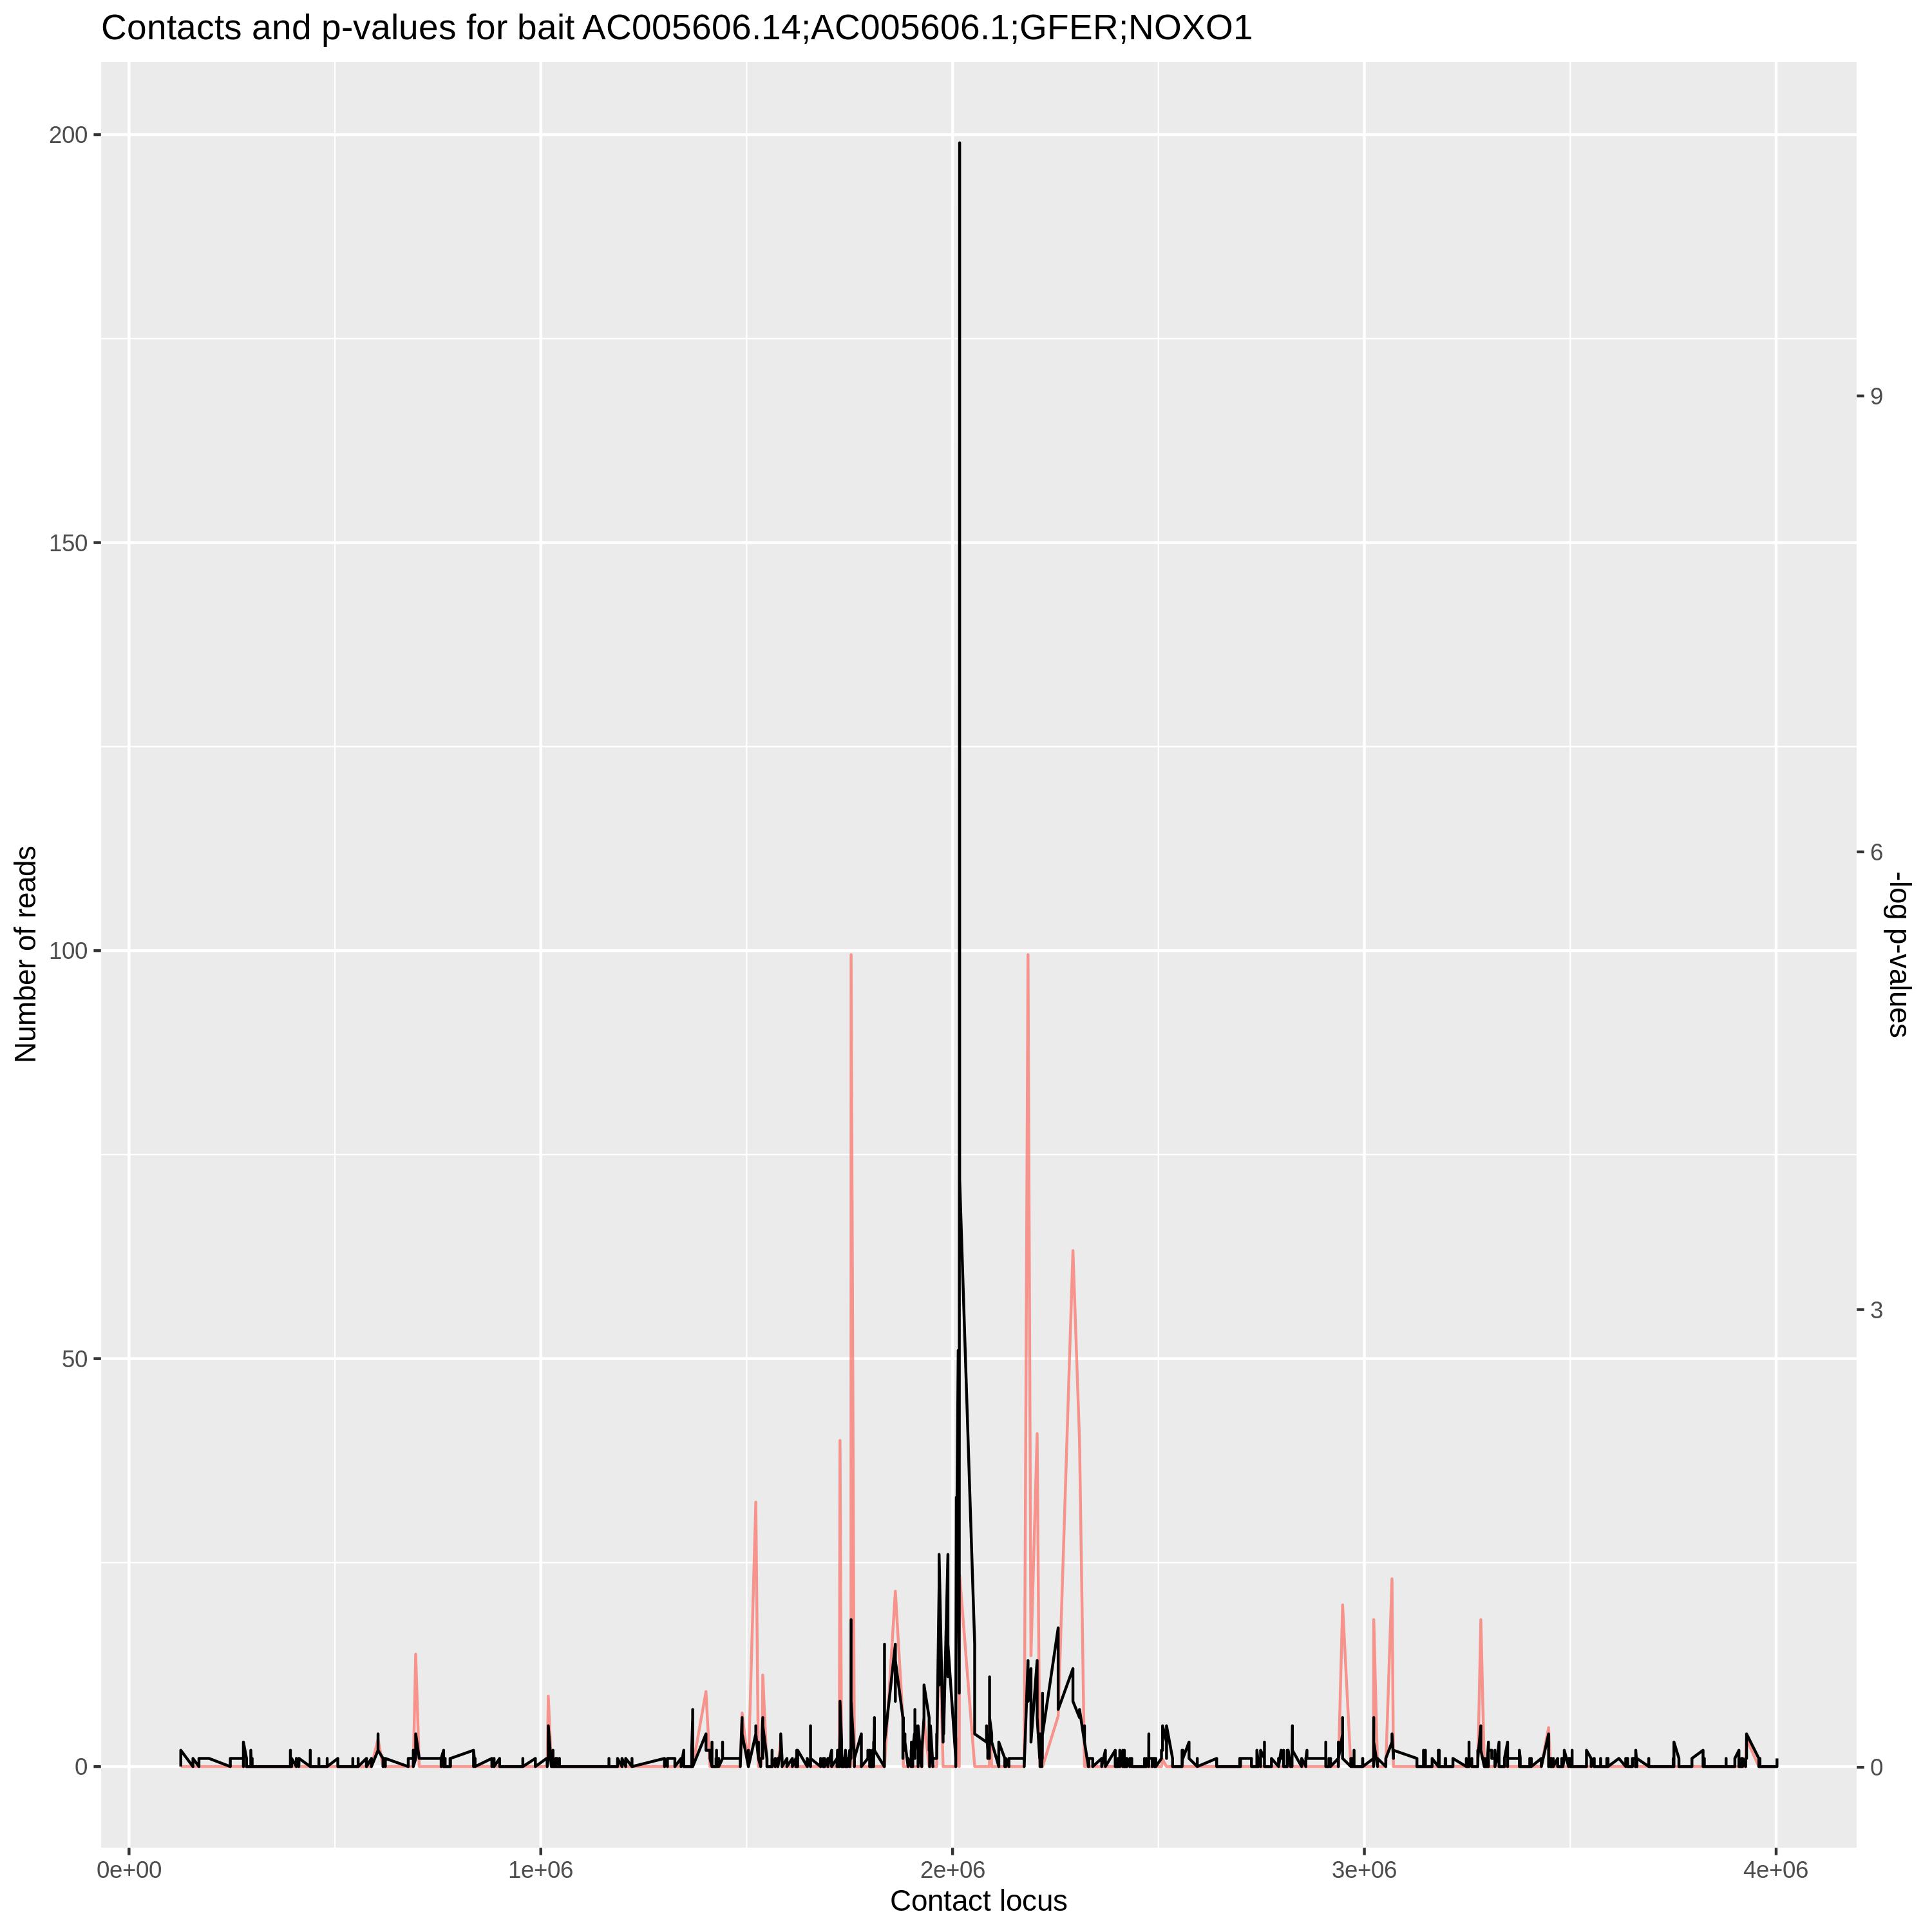 Contacts and p-values for bait AC005606.14;AC005606.1;GFER;NOXO1
200
150
100
50
0
Number of reads
9
6
3
0
-log p-values
0e+00
1e+06
2e+06
3e+06
4e+06
Contact locus